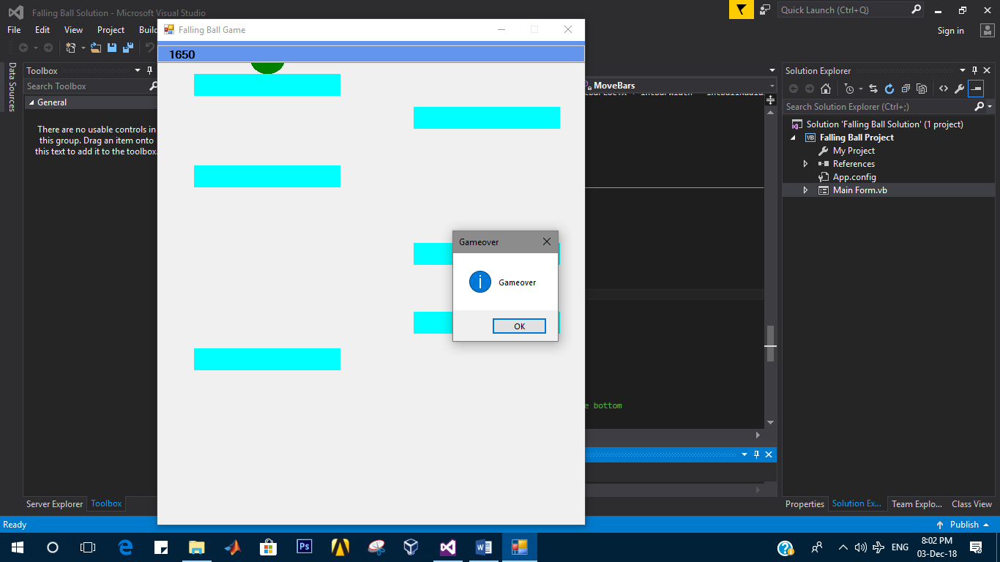 Falling Ball Solution - Microsoft Visual Studio
Quick Launch (Ctrl+Q)
File Edit View Project Build
Sign in
Falling Ball Game
1650
Data Sources
Toolbox
Search Toolbox
General
There are no usable controls in
this group. Drag an item onto
this text to add it to the toolbox.
MoveBars
e bottom
Gameover
Gameover
OK
Solution Explorer
Search Solution Explorer (Ctrl+;)
Solution 'Falling Ball Solution' (1 project)
VB Falling Ball Project
My Project
References
App.config
Main Form.vb
Server Explorer Toolbox
Properties Solution Ex... Team Explo... Class View
Ready
Publish
Ps
W
ENG
8:02 PM
03-Dec-18